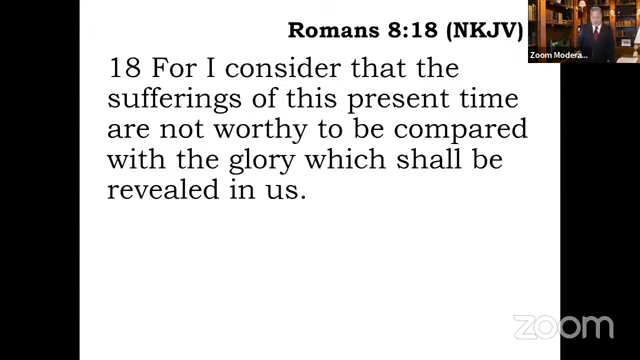 Romans 8:18 (NKJV)
Zoom Modera...
18 For I consider that the
sufferings of this present time
are not worthy to be compared
with the glory which shall be
revealed in us.
zoom